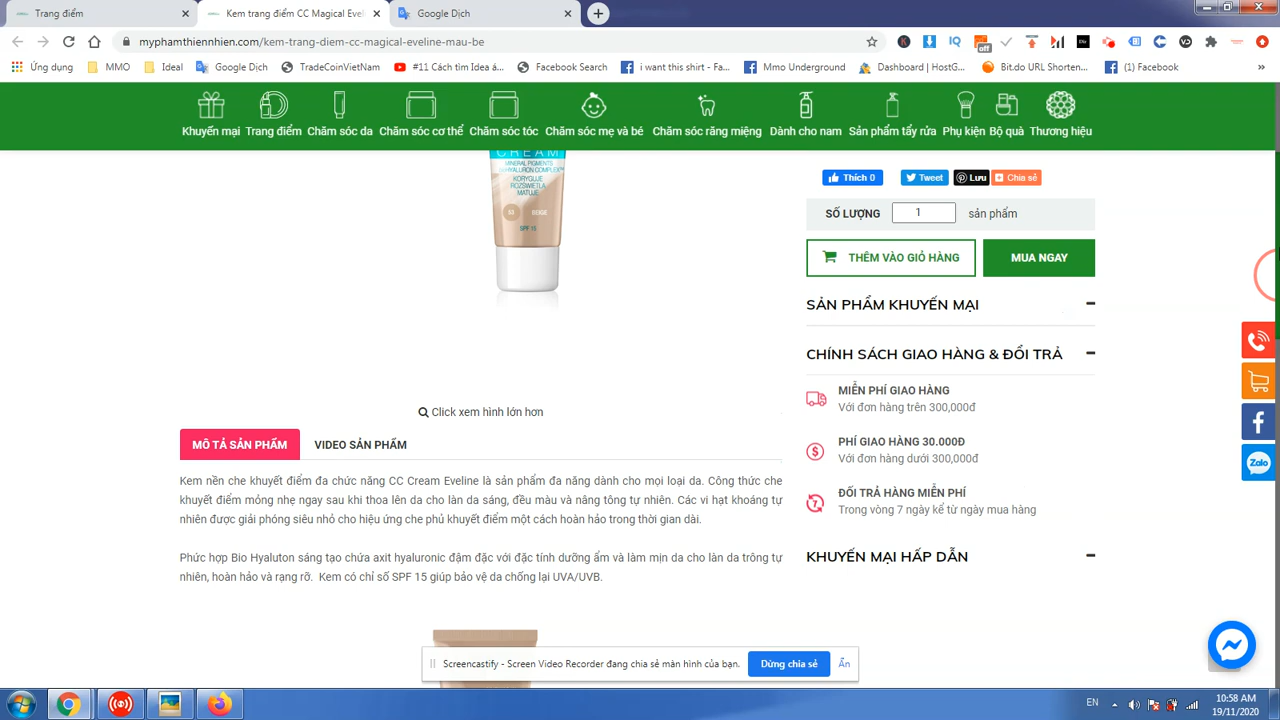 Trang điểm
Kem trang điểm CC Magical Evel
Google Dịch
myphamthiennhien.com/kem-trang-diem-cc-magical-eveline-mau-be
Ứng dụng
MMO
Ideal
Google Dịch
TradeCoinVietNam
#11 Cách tìm Idea á...
Facebook Search
i want this shirt - Fa...
Mmo Underground
Dashboard | HostG...
Bit.do URL Shorten...
(1) Facebook
off
Khuyến mại
Trang điểm
Chăm sóc da
Chăm sóc cơ thể
Chăm sóc tóc
Chăm sóc mẹ và bé
Chăm sóc răng miệng
Dành cho nam
Sản phẩm tẩy rửa
Phụ kiện
Bộ quà
Thương hiệu
CREAM
MINERAL PIGMENTS
KORYGUJE
ROZŚWIETLA
MATUJE
BEIGE
SPF 15
Thích 0
Tweet
Lưu
Chia sẻ
SỐ LƯỢNG
1
sản phẩm
THÊM VÀO GIỎ HÀNG
MUA NGAY
SẢN PHẨM KHUYẾN MẠI
CHÍNH SÁCH GIAO HÀNG & ĐỔI TRẢ
MIỄN PHÍ GIAO HÀNG
Với đơn hàng trên 300,000đ
PHÍ GIAO HÀNG 30.000Đ
Với đơn hàng dưới 300,000đ
ĐỔI TRẢ HÀNG MIỄN PHÍ
Trong vòng 7 ngày kể từ ngày mua hàng
KHUYẾN MẠI HẤP DẪN
Click xem hình lớn hơn
MÔ TẢ SẢN PHẨM
VIDEO SẢN PHẨM
Kem nền che khuyết điểm đa chức năng CC Cream Eveline là sản phẩm đa năng dành cho mọi loại da. Công thức che
khuyết điểm mỏng nhẹ ngay sau khi thoa lên da cho làn da sáng, đều màu và nâng tông tự nhiên. Các vi hạt khoáng tự
nhiên được giải phóng siêu nhỏ cho hiệu ứng che phủ khuyết điểm một cách hoàn hảo trong thời gian dài.
Phức hợp Bio Hyaluton sáng tạo chứa axit hyaluronic đậm đặc với đặc tính dưỡng ẩm và làm mịn da cho làn da trông tự
nhiên, hoàn hảo và rạng rỡ. Kem có chỉ số SPF 15 giúp bảo vệ da chống lại UVA/UVB.
Zalo
Screencastify - Screen Video Recorder đang chia sẻ màn hình của bạn.
Dừng chia sẻ
Ẩn
EN
10:58 AM
19/11/2020